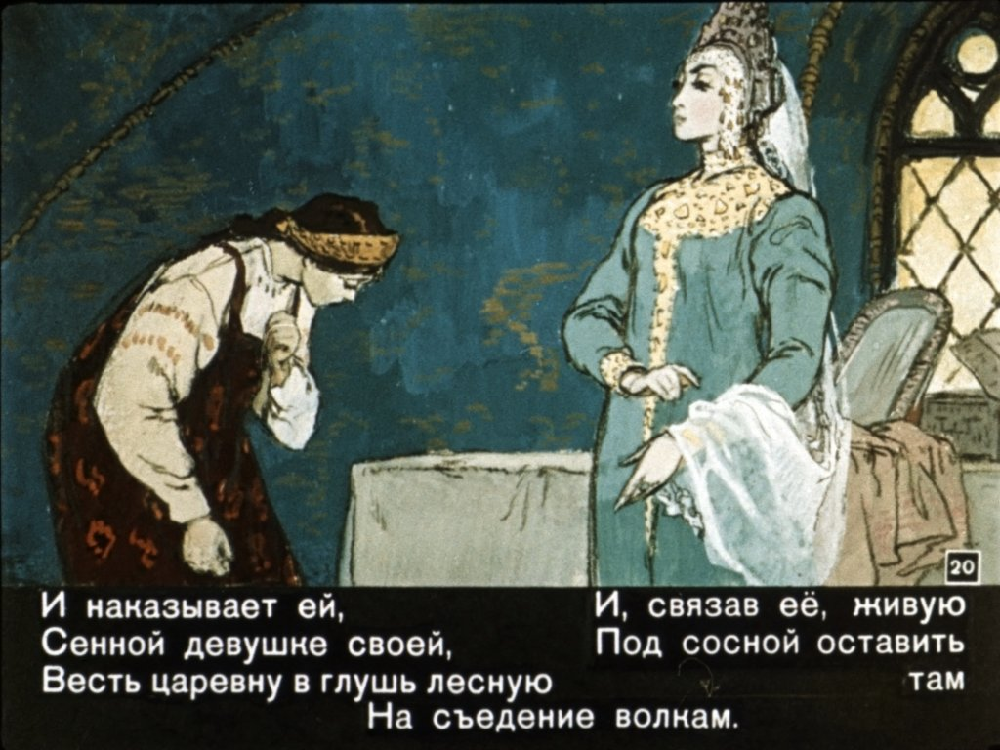 20
И наказывает ей,
Сенной девушке своей,
Весть царевну в глушь лесную
И, связав её, живую
Под сосной оставить
там
На съедение волкам.